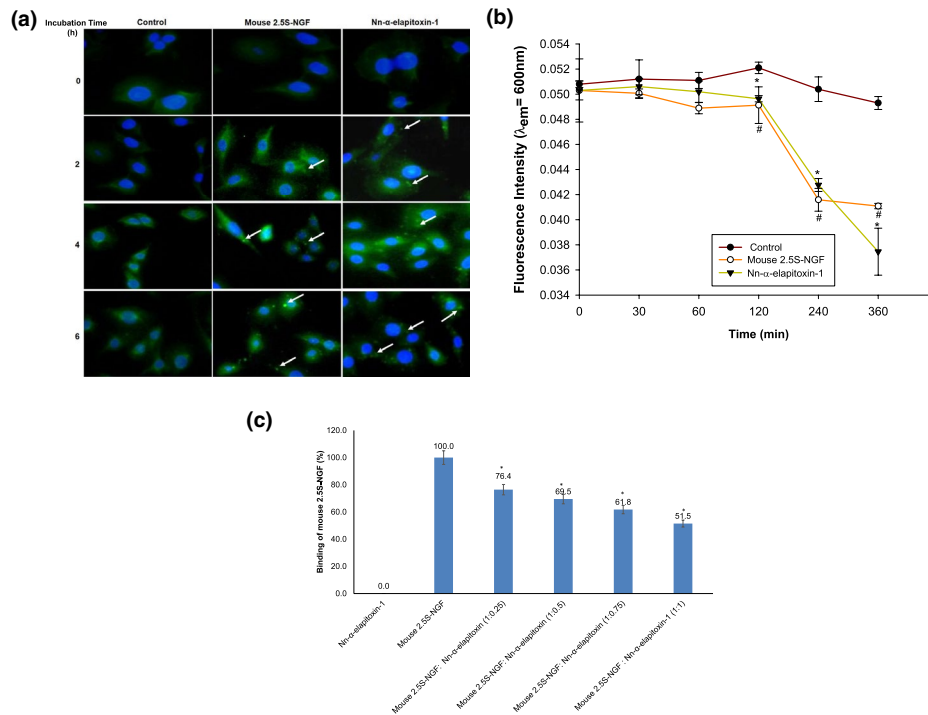 (a)
Incubation Time
(h)
Control
Mouse 2.5S-NGF
Nn-α-elapitoxin-1
0
2
4
6
(b)
Fluorescence Intensity (λem= 600nm)
0.054
0.052
0.050
0.048
0.044
0.042
0.040
0.038
0.036
0.034
*
#
*
#
#
*
Control
Mouse 2.5S-NGF
Nn-α-elapitoxin-1
0 30 60 120 240 360
Time (min)
(c)
Binding of mouse 2.5S-NGF (%)
120.0
100.0
80.0
60.0
40.0
20.0
0.0
0.0
100.0
*
76.4
*
69.5
*
61.8
*
51.5
Nn-α-elapitoxin-1
Mouse 2.5S-NGF
Mouse 2.5S-NGF: Nn-α-elapitoxin (1:0.25)
Mouse 2.5S-NGF: Nn-α-elapitoxin (1:0.5)
Mouse 2.5S-NGF: Nn-α-elapitoxin (1:0.75)
Mouse 2.5S-NGF : Nn-α-elapitoxin-1 (1:1)